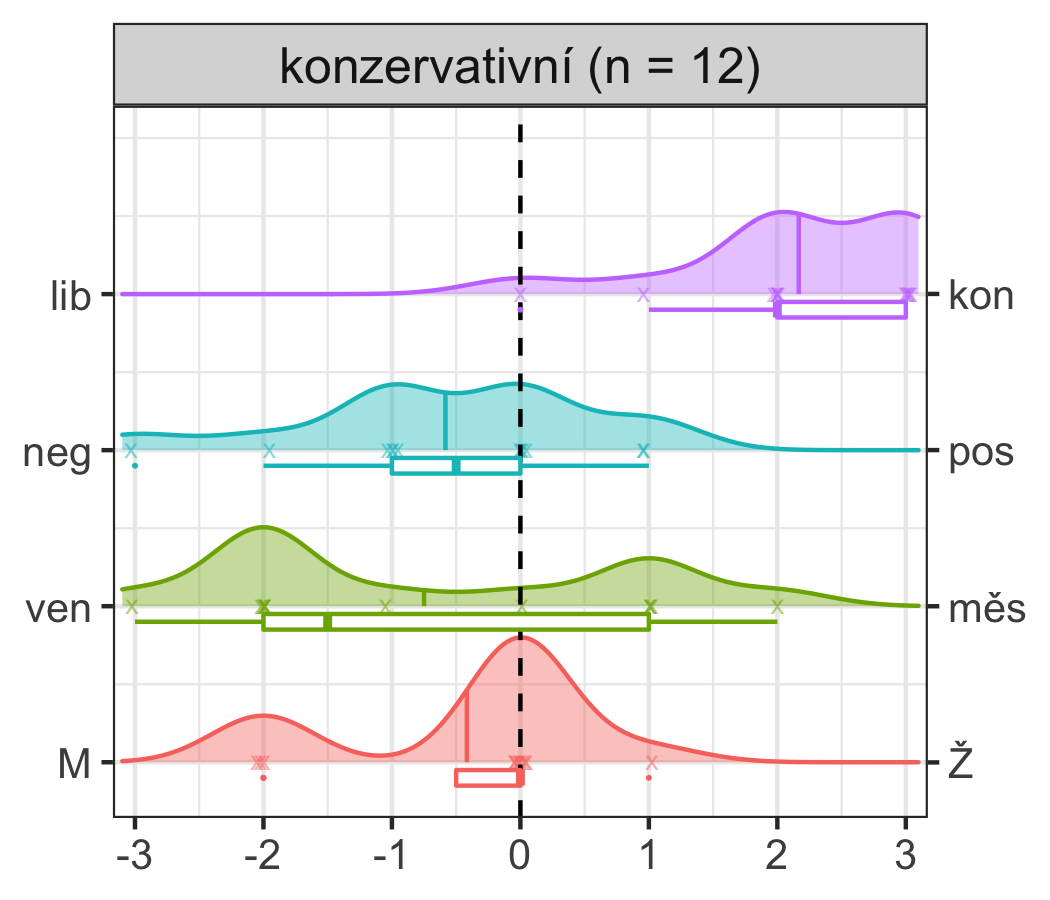 konzervativní (n = 12)
lib kon
neg pos
ven měs
M Ž
-3 -2 -1 0 1 2 3